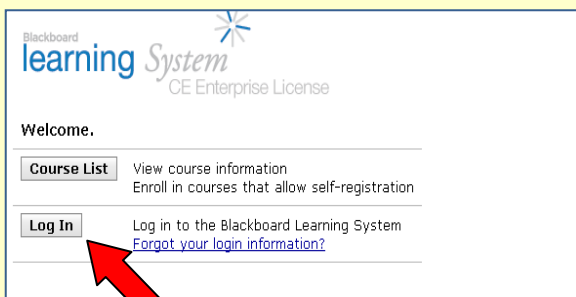 Blackboard
learning System
CE Enterprise License
Welcome.
Course List
View course information
Enroll in courses that allow self-registration
Log In
Log in to the Blackboard Learning System
Forgot your login information?